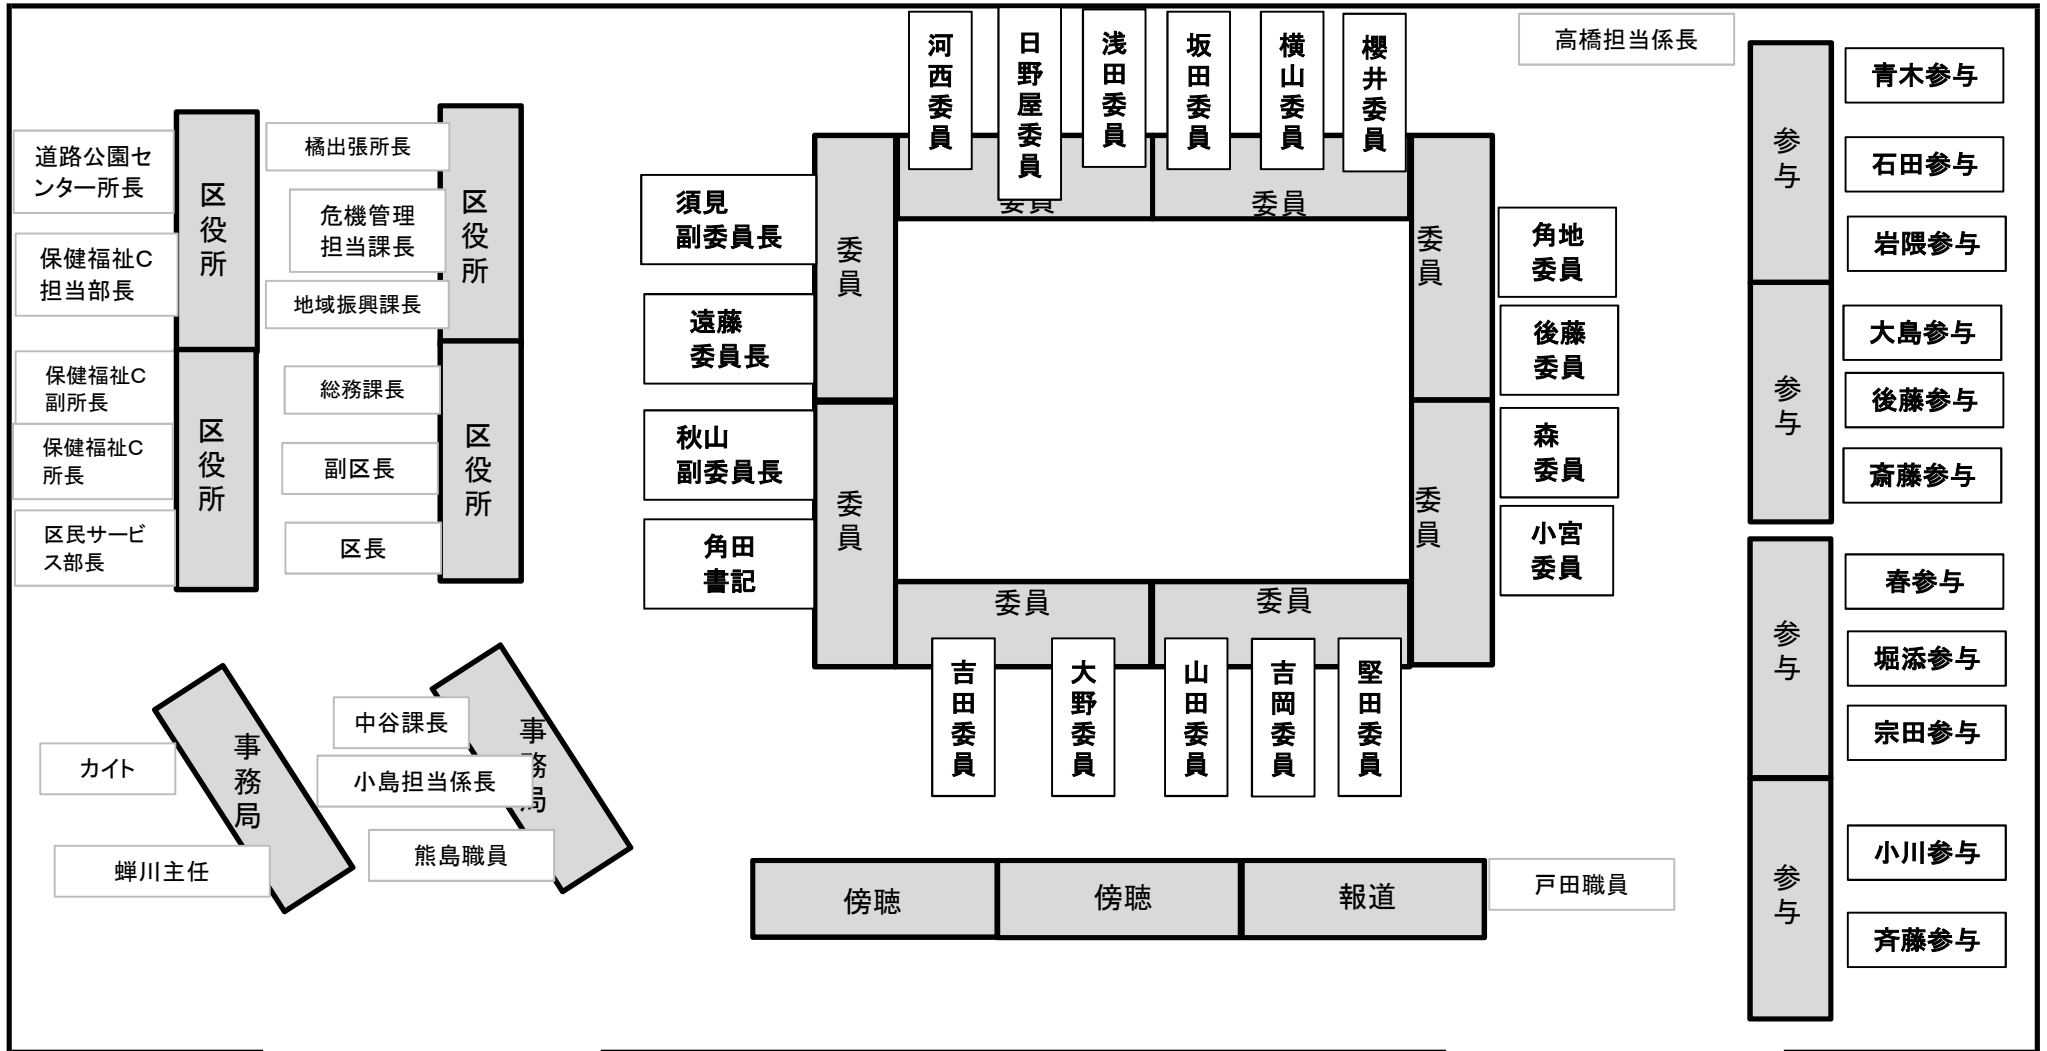 河西委員
日野屋委員
浅田委員
坂田委員
横山委員
櫻井委員
高橋担当係長
道路公園セ
ンター所長
保健福祉C
担当部長
保健福祉C
副所長
保健福祉C
所長
区民サービ
ス部長
区役所
区役所
橘出張所長
危機管理
担当課長
地域振興課長
総務課長
副区長
区長
区役所
区役所
須見
副委員長
遠藤
委員長
秋山
副委員長
角田
書記
委員
委員
委員
委員
委員
委員
委員
委員
角地
委員
後藤
委員
森
委員
小宮
委員
吉田委員
大野委員
山田委員
吉岡委員
堅田委員
参与
参与
参与
参与
青木参与
石田参与
岩隈参与
大島参与
後藤参与
斎藤参与
春参与
堀添参与
宗田参与
小川参与
斉藤参与
カイト
蝉川主任
事務局
中谷課長
小島担当係長
熊島職員
事務局
傍聴
傍聴
報道
戸田職員